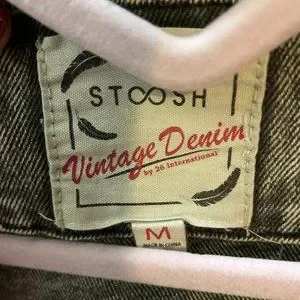 STOOSH
Vintage Denim
by 26 International
M
MADE IN CHINA